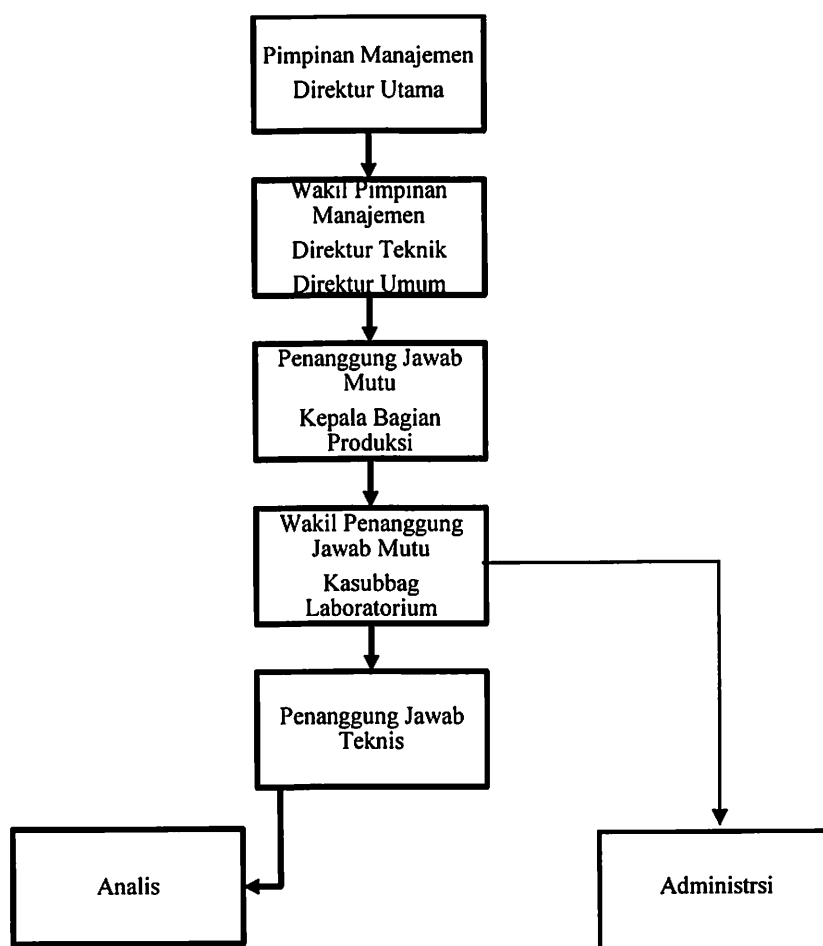 Pimpinan Manajemen
Direktur Utama
Wakil Pimpinan
Manajemen
Direktur Teknik
Direktur Umum
Penanggung Jawab
Mutu
Kepala Bagian
Produksi
Wakil Penanggung
Jawab Mutu
Kasubbag
Laboratorium
Penanggung Jawab
Teknis
Analis
Administrsi